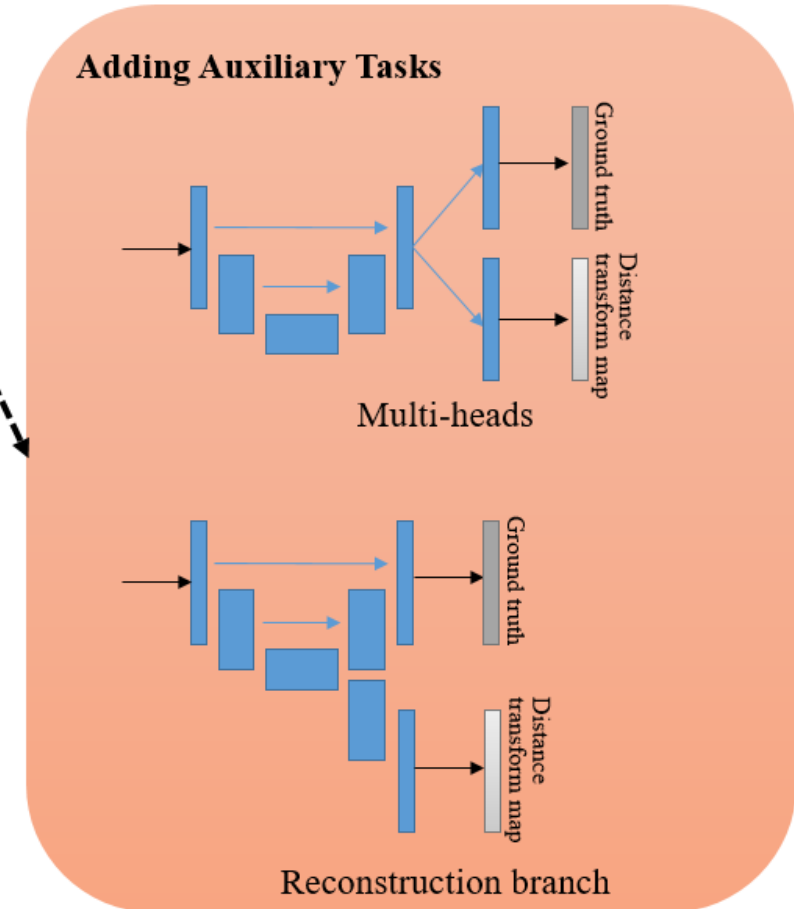 Adding Auxiliary Tasks
Ground truth
Distance
transform map
Multi-heads
Ground truth
Distance
transform map
Reconstruction branch